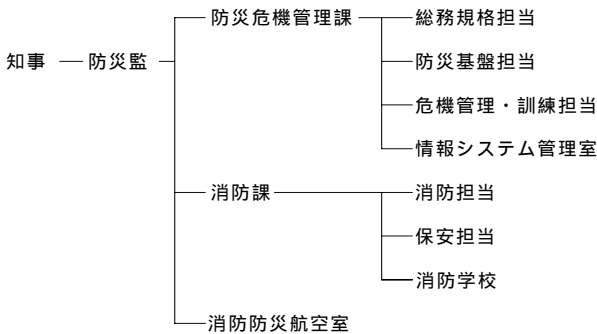 知事
防災監
防災危機管理課
総務規格担当
防災基盤担当
危機管理・訓練担当
情報システム管理室
消防課
消防担当
保安担当
消防学校
消防防災航空室